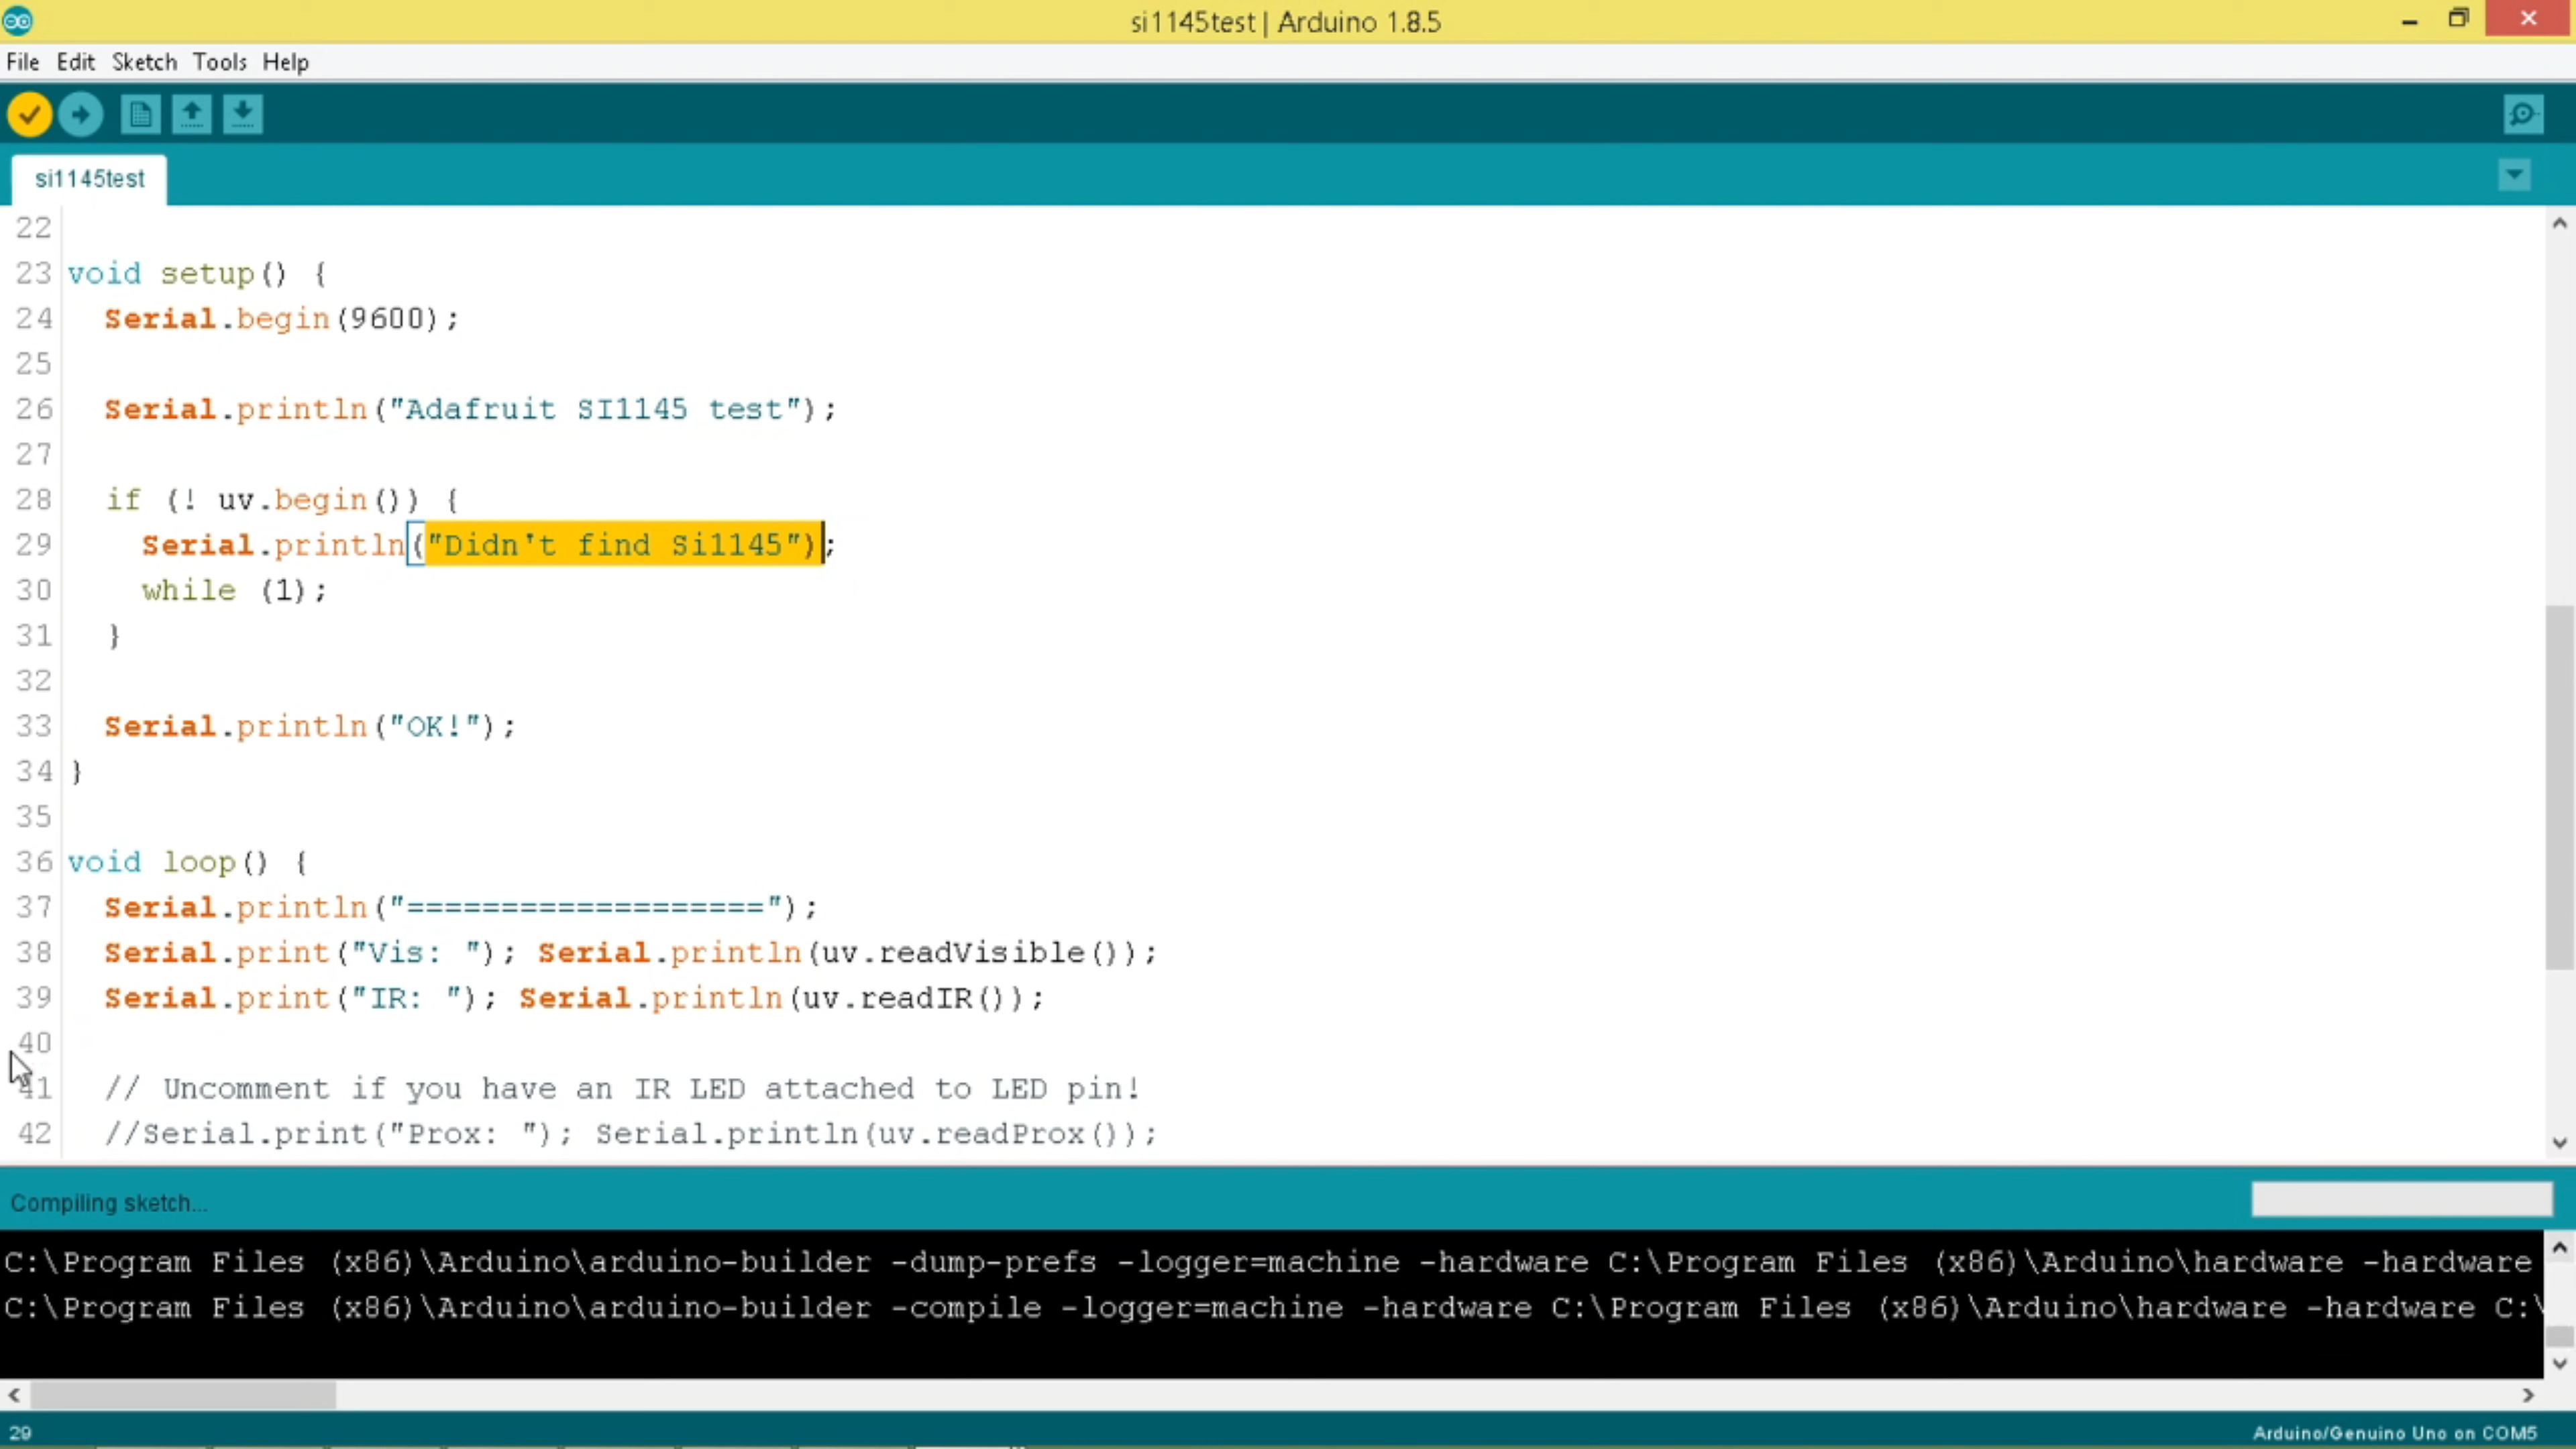 si1145test | Arduino 1.8.5
File Edit Sketch Tools Help
si1145test
22
23 void setup() {
24   Serial.begin(9600);
25
26   Serial.println("Adafruit SI1145 test");
27
28   if (! uv.begin()) {
29     Serial.println("Didn't find Si1145");
30     while (1);
31   }
32
33   Serial.println("OK!");
34 }
35
36 void loop() {
37   Serial.println("===================");
38   Serial.print("Vis: "); Serial.println(uv.readVisible());
39   Serial.print("IR: "); Serial.println(uv.readIR());
40
41   // Uncomment if you have an IR LED attached to LED pin!
42   //Serial.print("Prox: "); Serial.println(uv.readProx());
Compiling sketch...
C:\Program Files (x86)\Arduino\arduino-builder -dump-prefs -logger=machine -hardware C:\Program Files (x86)\Arduino\hardware -hardware
C:\Program Files (x86)\Arduino\arduino-builder -compile -logger=machine -hardware C:\Program Files (x86)\Arduino\hardware -hardware C:\
29 Arduino/Genuino Uno on COM5